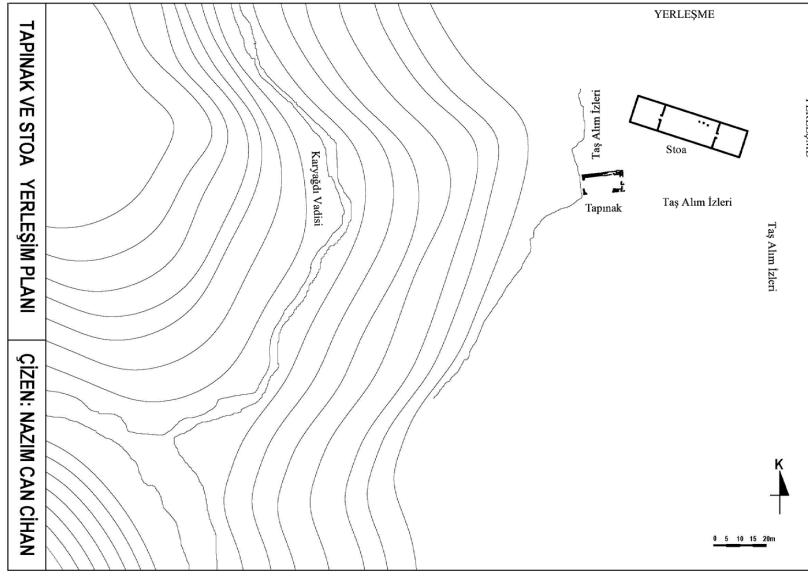 TAPINAK VE STOA YERLEŞİM PLANI
ÇİZEN: NAZIM CAN CİHAN
YERLEŞME
Taş Alım İzleri
Stoa
Karyağdı Vadisi
Tapınak
Taş Alım İzleri
Taş Alım İzleri
K
0 5 10 15 20m